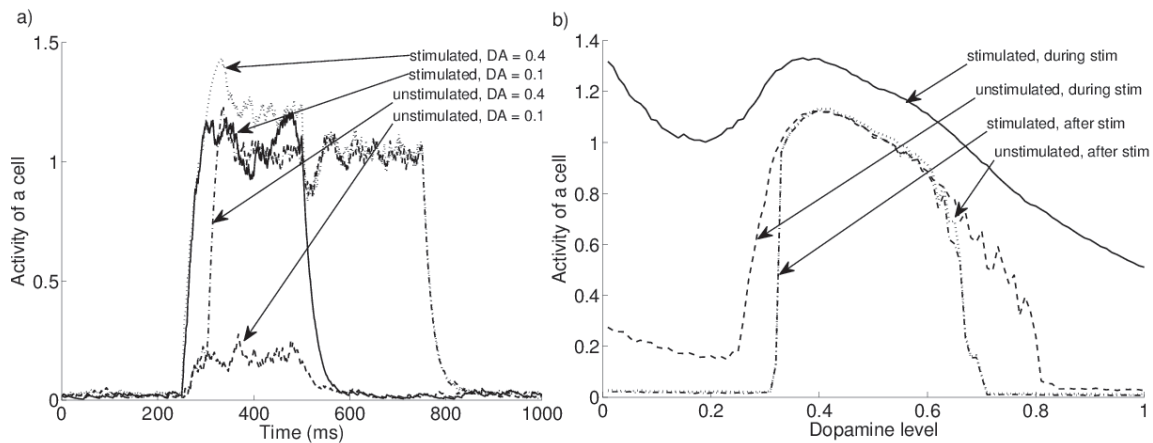 a)
1.5
1
0.5
0
Activity of a cell
stimulated, DA = 0.4
stimulated, DA = 0.1
unstimulated, DA = 0.4
unstimulated, DA = 0.1
0 200 400 600 800 1000
Time (ms)
b)
1.4
1.2
1
0.8
0.6
0.4
0.2
0
Activity of a cell
stimulated, during stim
unstimulated, during stim
stimulated, after stim
unstimulated, after stim
0 0.2 0.4 0.6 0.8 1
Dopamine level